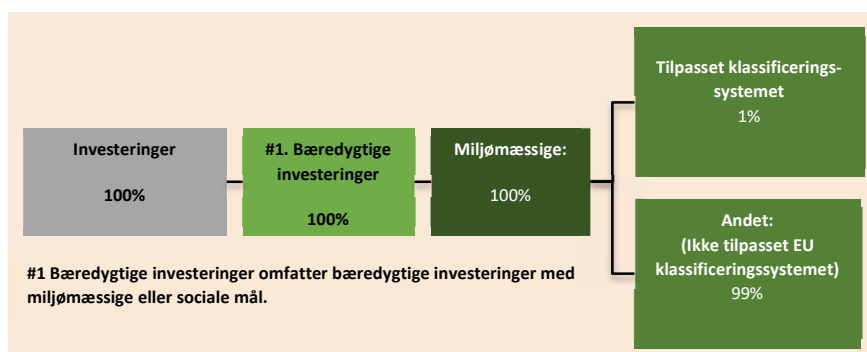 Investeringer
100%
#1. Bæredygtige
investeringer
100%
Miljømæssige:
100%
Tilpasset klassificerings-
systemet
1%
Andet:
(Ikke tilpasset EU
klassificeringssystemet)
99%
#1 Bæredygtige investeringer omfatter bæredygtige investeringer med
miljømæssige eller sociale mål.